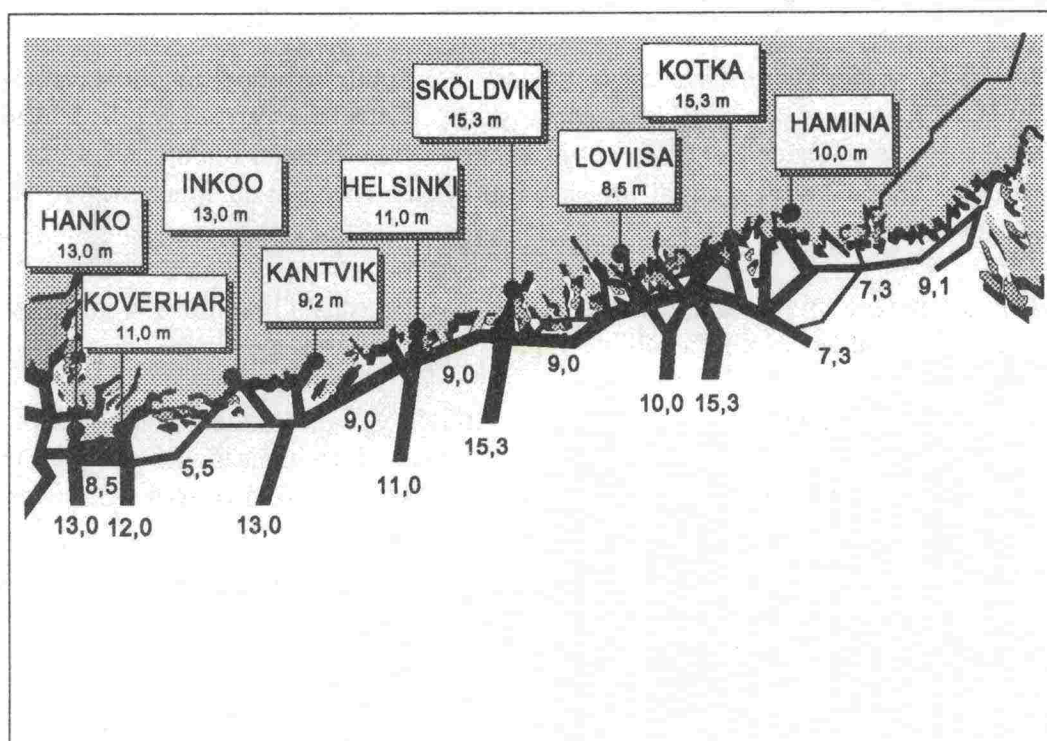 SKÖLDVIK
15,3 m
KOTKA
15,3 m
HAMINA
10,0 m
LOVIISA
8,5 m
INKOO
13,0 m
HELSINKI
11,0 m
HANKO
13,0 m
KANTVIK
9,2 m
KOVERHAR
11,0 m
7,3
9,1
7,3
9,0
9,0
9,0
10,0
15,3
15,3
5,5
11,0
8,5
13,0
12,0
13,0